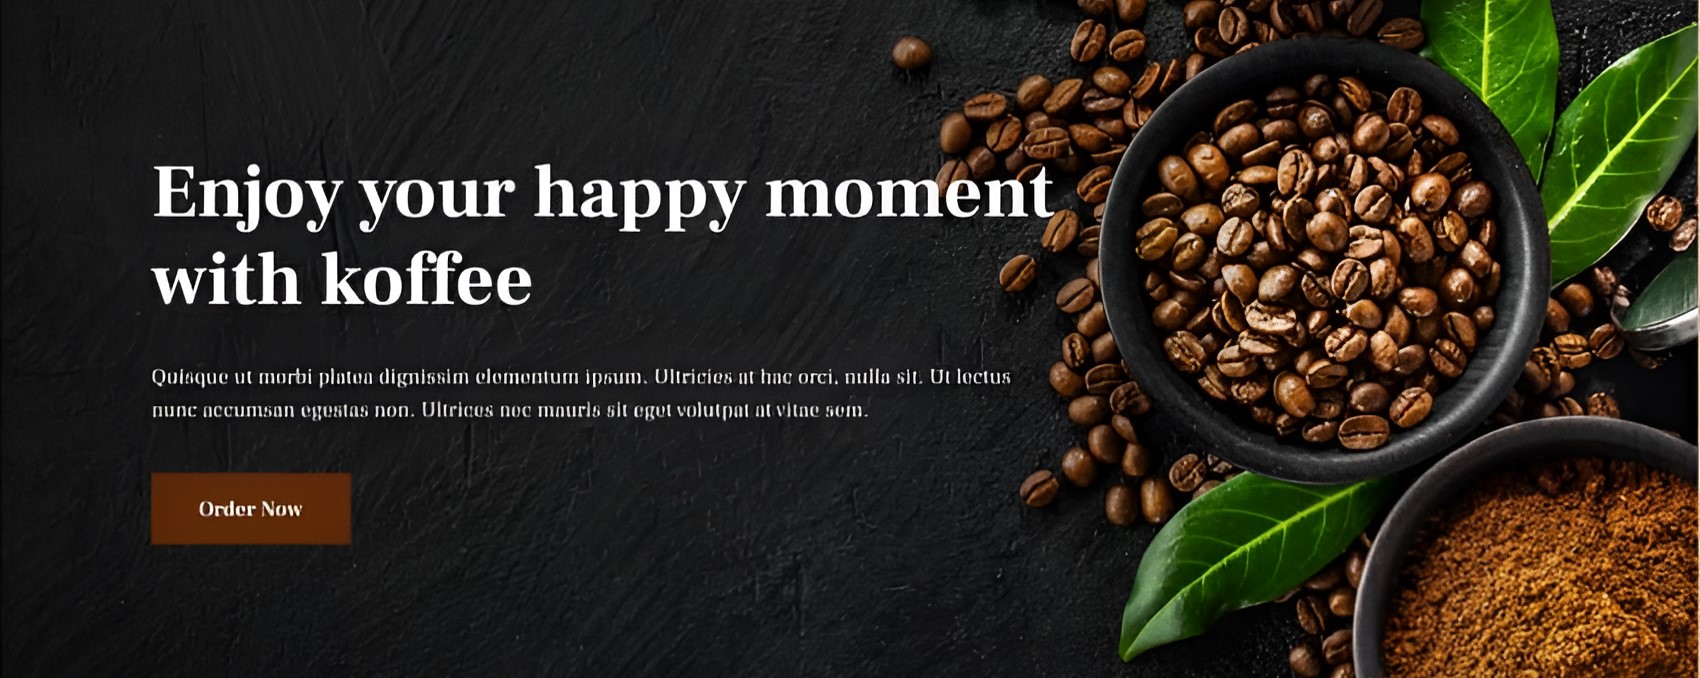 Enjoy your happy moment
with koffee
Quisque ut morbi platea dignissim elementum ipsum. Ultricies at hac orci, nulla sit. Ut lectus
nunc accumsan egestas non. Ultrices nec mauris sit eget volutpat at vitae sem.
Order Now